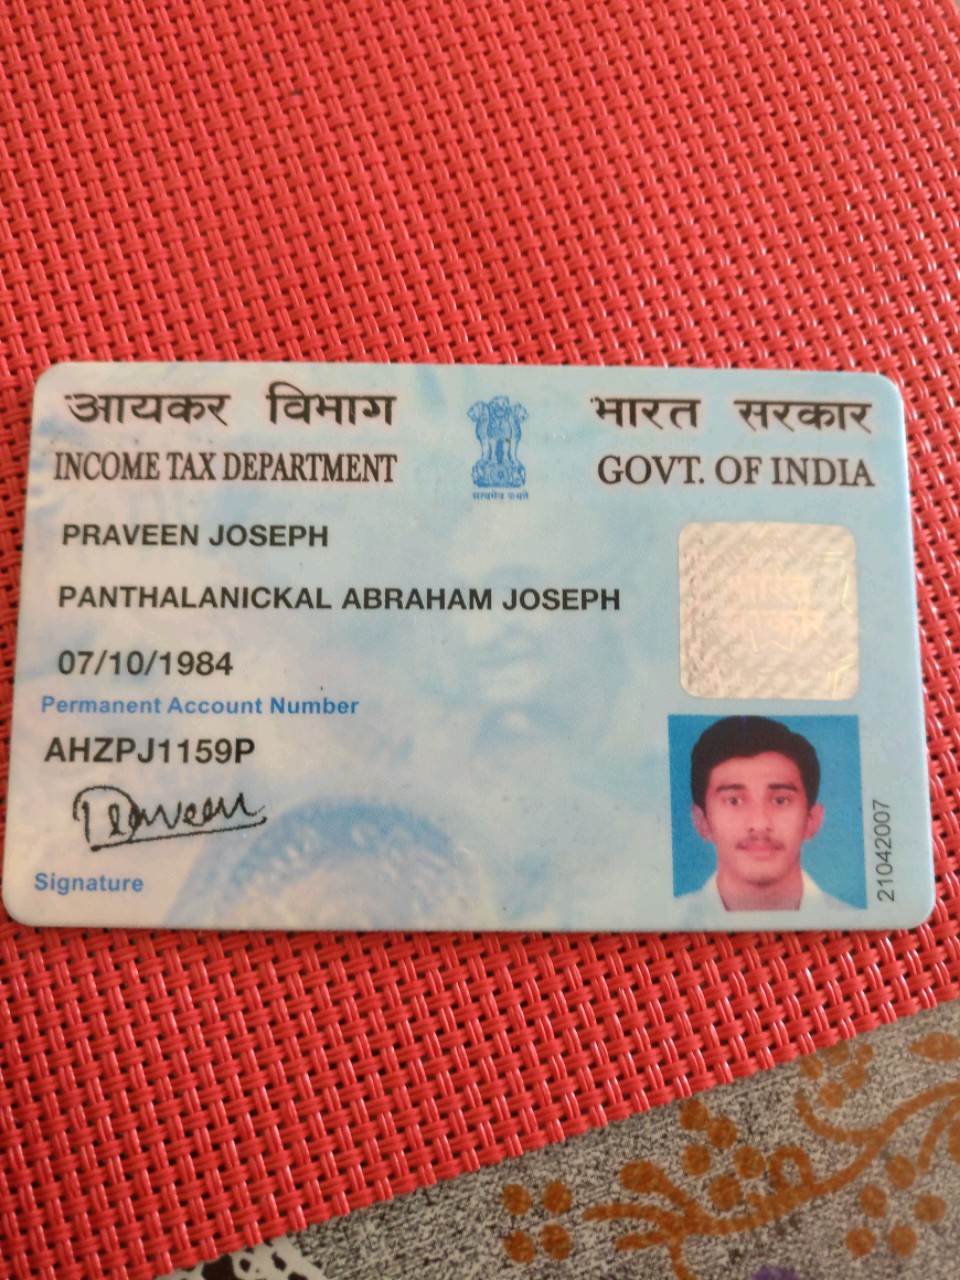 आयकर विभाग
INCOME TAX DEPARTMENT
सत्यमेव जयते
भारत सरकार
GOVT. OF INDIA
PRAVEEN JOSEPH
PANTHALANICKAL ABRAHAM JOSEPH
07/10/1984
Permanent Account Number
AHZPJ1159P
Praveen
Signature
भारत
21042007